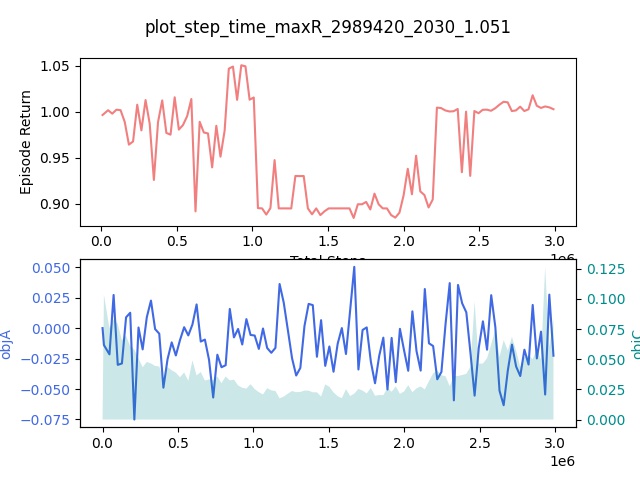 plot_step_time_maxR_2989420_2030_1.051
Episode Return
1.05
1.00
0.95
0.90
0.0 0.5 1.0 1.5 2.0 2.5 3.0
Total Steps
1e6
objA
0.050
0.025
0.000
−0.025
−0.050
−0.075
0.125
0.100
0.075
0.050
0.025
0.000
objC
0.0 0.5 1.0 1.5 2.0 2.5 3.0
1e6